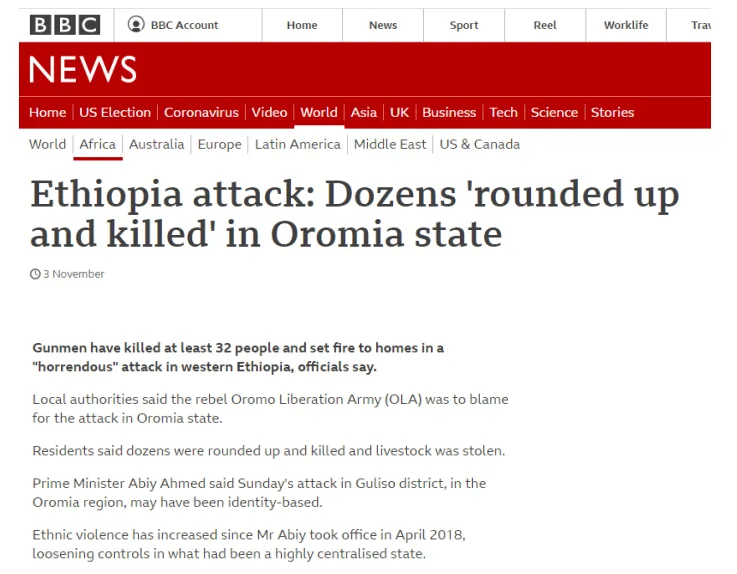 BBC BBC Account Home News Sport Reel Worklife
NEWS
Home US Election Coronavirus Video World Asia UK Business Tech Science Stories
World Africa Australia Europe Latin America Middle East US & Canada
Ethiopia attack: Dozens 'rounded up
and killed' in Oromia state
3 November
Gunmen have killed at least 32 people and set fire to homes in a
"horrendous" attack in western Ethiopia, officials say.
Local authorities said the rebel Oromo Liberation Army (OLA) was to blame
for the attack in Oromia state.
Residents said dozens were rounded up and killed and livestock was stolen.
Prime Minister Abiy Ahmed said Sunday's attack in Guliso district, in the
Oromia region, may have been identity-based.
Ethnic violence has increased since Mr Abiy took office in April 2018,
loosening controls in what had been a highly centralised state.